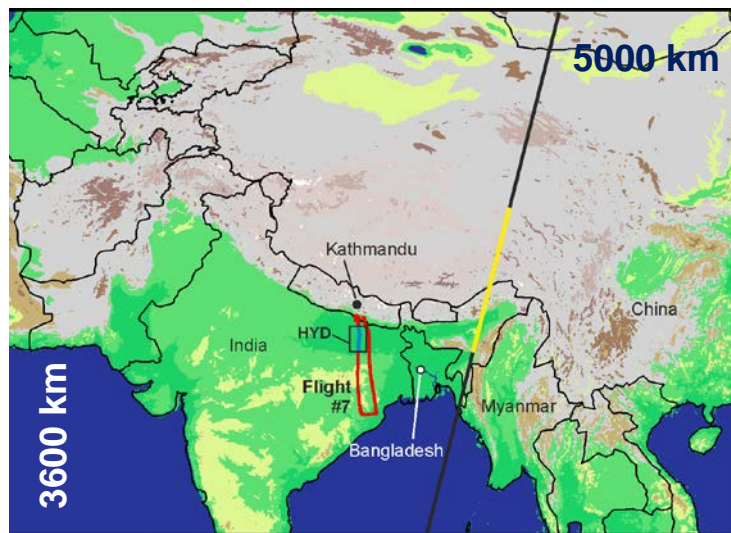 5000 km
Kathmandu
China
HYD
India
Flight
#7
Myanmar
Bangladesh
3600 km